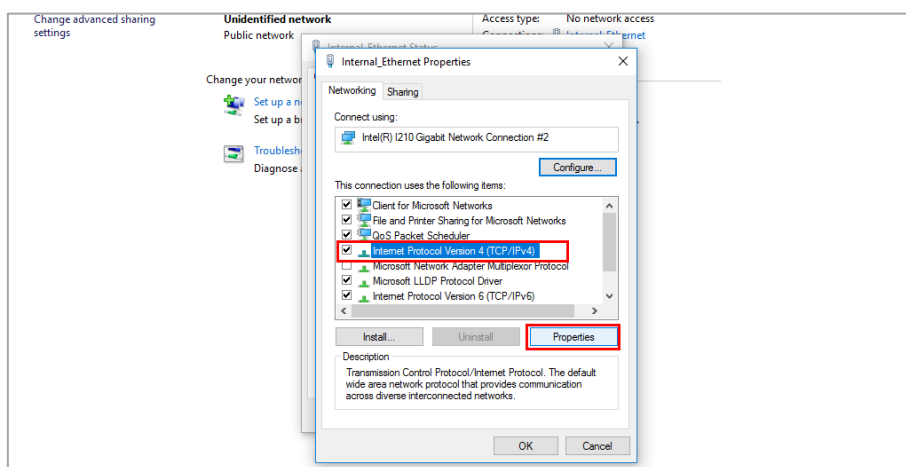 Change advanced sharing
settings
Unidentified network
Public network
Access type: No network access
Connections: Internal_Ethernet
Internal_Ethernet Status
Change your networ
Set up a n
Set up a b
Troublesh
Diagnose
Internal_Ethernet Properties
Networking Sharing
Connect using:
Intel(R) I210 Gigabit Network Connection #2
Configure...
This connection uses the following items:
Client for Microsoft Networks
File and Printer Sharing for Microsoft Networks
QoS Packet Scheduler
Internet Protocol Version 4 (TCP/IPv4)
Microsoft Network Adapter Multiplexor Protocol
Microsoft LLDP Protocol Driver
Internet Protocol Version 6 (TCP/IPv6)
Install... Uninstall Properties
Description
Transmission Control Protocol/Internet Protocol. The default
wide area network protocol that provides communication
across diverse interconnected networks.
OK Cancel